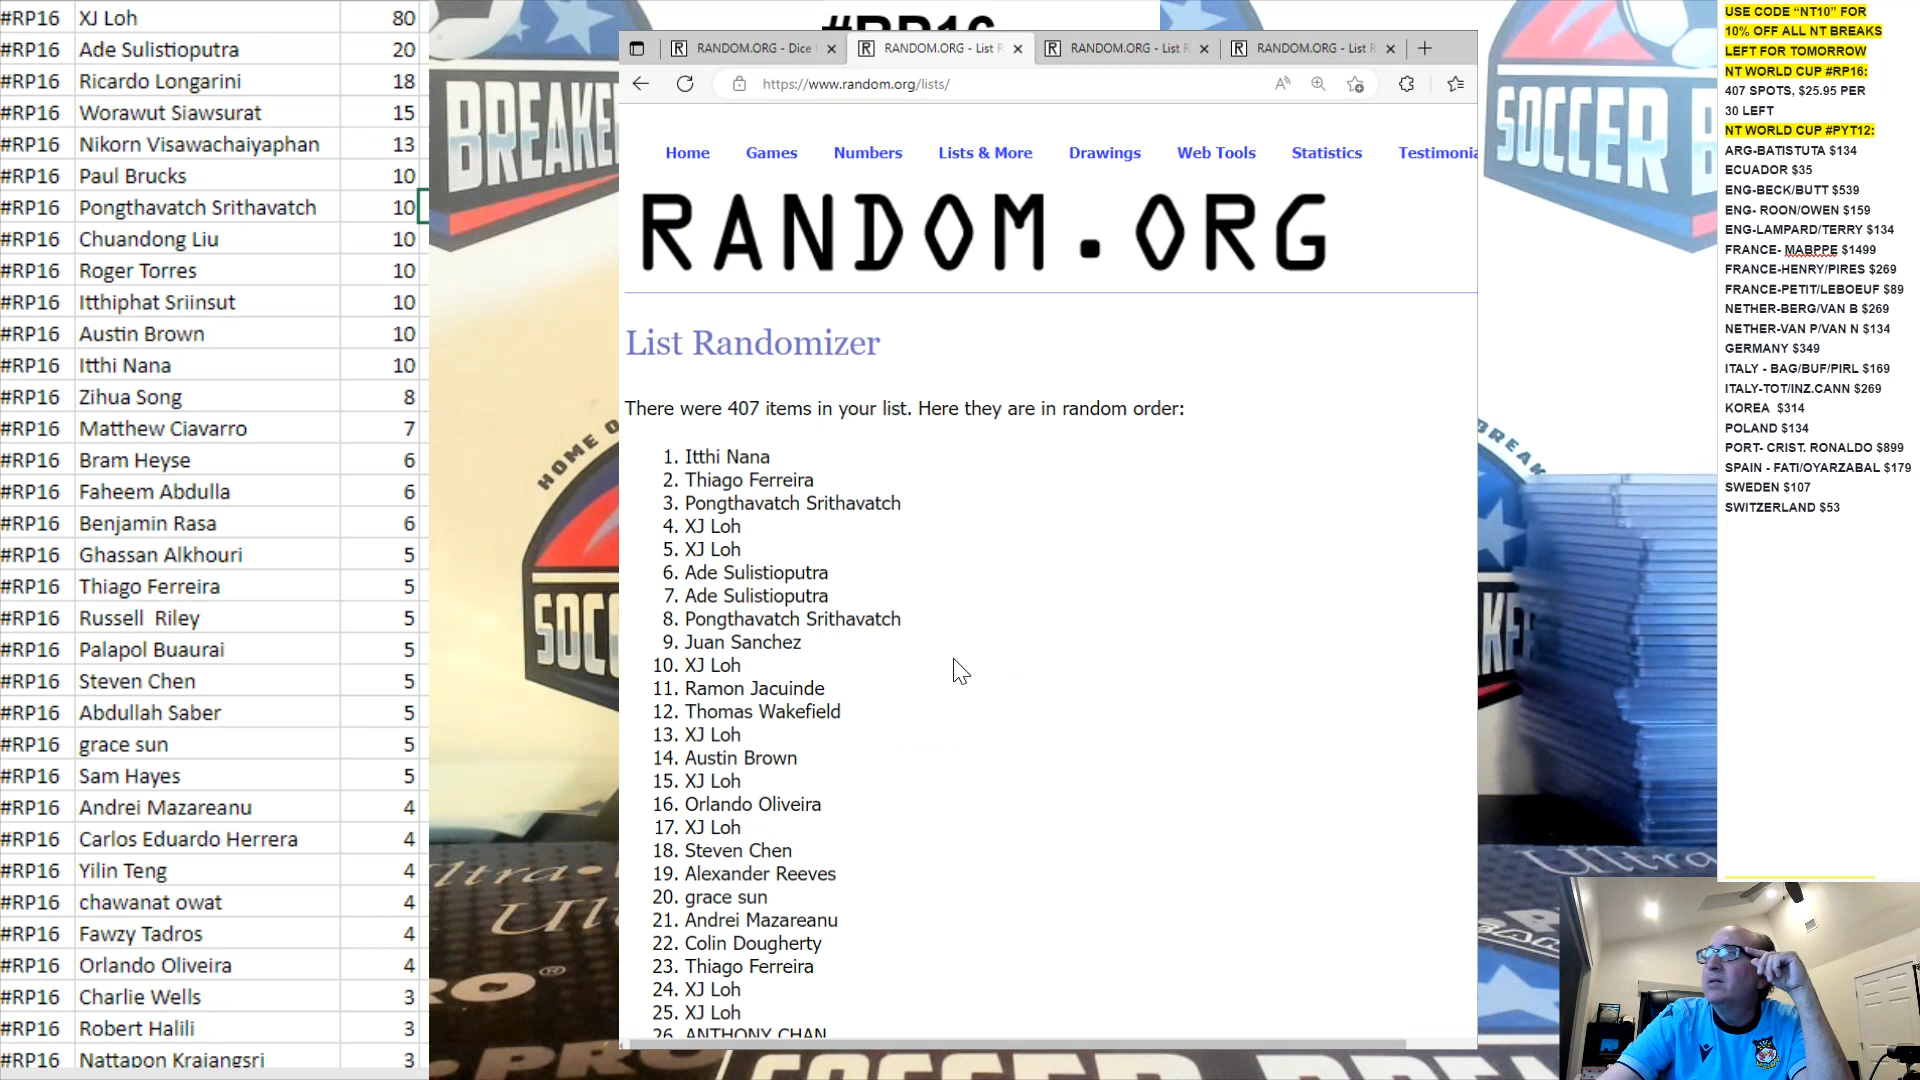 #RP16 XJ Loh 80
#RP16 Ade Sulistioputra 20
#RP16 Ricardo Longarini 18
#RP16 Worawut Siawsurat 15
#RP16 Nikorn Visawachaiyaphan 13
#RP16 Paul Brucks 10
#RP16 Pongthavatch Srithavatch 10
#RP16 Chuandong Liu 10
#RP16 Roger Torres 10
#RP16 Itthiphat Sriinsut 10
#RP16 Austin Brown 10
#RP16 Itthi Nana 10
#RP16 Zihua Song 8
#RP16 Matthew Ciavarro 7
#RP16 Bram Heyse 6
#RP16 Faheem Abdulla 6
#RP16 Benjamin Rasa 6
#RP16 Ghassan Alkhouri 5
#RP16 Thiago Ferreira 5
#RP16 Russell  Riley 5
#RP16 Palapol Buaurai 5
#RP16 Steven Chen 5
#RP16 Abdullah Saber 5
#RP16 grace sun 5
#RP16 Sam Hayes 5
#RP16 Andrei Mazareanu 4
#RP16 Carlos Eduardo Herrera 4
#RP16 Yilin Teng 4
#RP16 chawanat owat 4
#RP16 Fawzy Tadros 4
#RP16 Orlando Oliveira 4
#RP16 Charlie Wells 3
#RP16 Robert Halili 3
#RP16 Nattapon Kraiangsri 3
#RP16
BREAKE
HOME O
SOCC
RANDOM.ORG - Dice
RANDOM.ORG - List R
RANDOM.ORG - List R
RANDOM.ORG - List R
https://www.random.org/lists/
Home Games Numbers Lists & More Drawings Web Tools Statistics Testimonia
RANDOM.ORG
List Randomizer
There were 407 items in your list. Here they are in random order:
1. Itthi Nana
2. Thiago Ferreira
3. Pongthavatch Srithavatch
4. XJ Loh
5. XJ Loh
6. Ade Sulistioputra
7. Ade Sulistioputra
8. Pongthavatch Srithavatch
9. Juan Sanchez
10. XJ Loh
11. Ramon Jacuinde
12. Thomas Wakefield
13. XJ Loh
14. Austin Brown
15. XJ Loh
16. Orlando Oliveira
17. XJ Loh
18. Steven Chen
19. Alexander Reeves
20. grace sun
21. Andrei Mazareanu
22. Colin Dougherty
23. Thiago Ferreira
24. XJ Loh
25. XJ Loh
26. ANTHONY CHAN
SOCCER B
BREAK
Ultra
USE CODE “NT10” FOR
10% OFF ALL NT BREAKS
LEFT FOR TOMORROW
NT WORLD CUP #RP16:
407 SPOTS, $25.95 PER
30 LEFT
NT WORLD CUP #PYT12:
ARG-BATISTUTA $134
ECUADOR $35
ENG-BECK/BUTT $539
ENG- ROON/OWEN $159
ENG-LAMPARD/TERRY $134
FRANCE- MABPPE $1499
FRANCE-HENRY/PIRES $269
FRANCE-PETIT/LEBOEUF $89
NETHER-BERG/VAN B $269
NETHER-VAN P/VAN N $134
GERMANY $349
ITALY - BAG/BUF/PIRL $169
ITALY-TOT/INZ.CANN $269
KOREA  $314
POLAND $134
PORT- CRIST. RONALDO $899
SPAIN - FATI/OYARZABAL $179
SWEDEN $107
SWITZERLAND $53